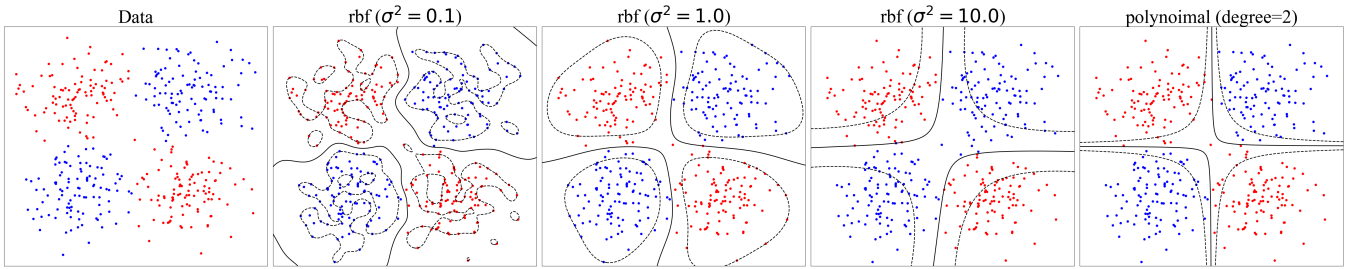 Data
rbf (σ² = 0.1)
rbf (σ² = 1.0)
rbf (σ² = 10.0)
polynoimal (degree=2)